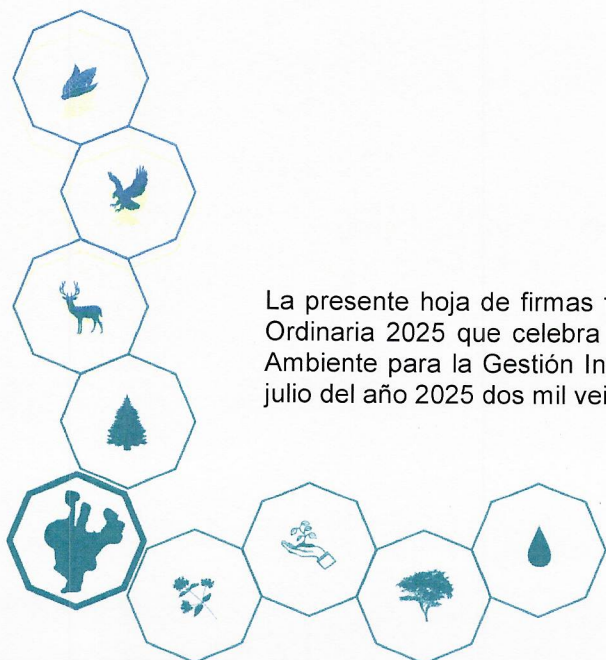 La presente hoja de firmas
Ordinaria 2025 que celebra
Ambiente para la Gestión In
julio del año 2025 dos mil vei